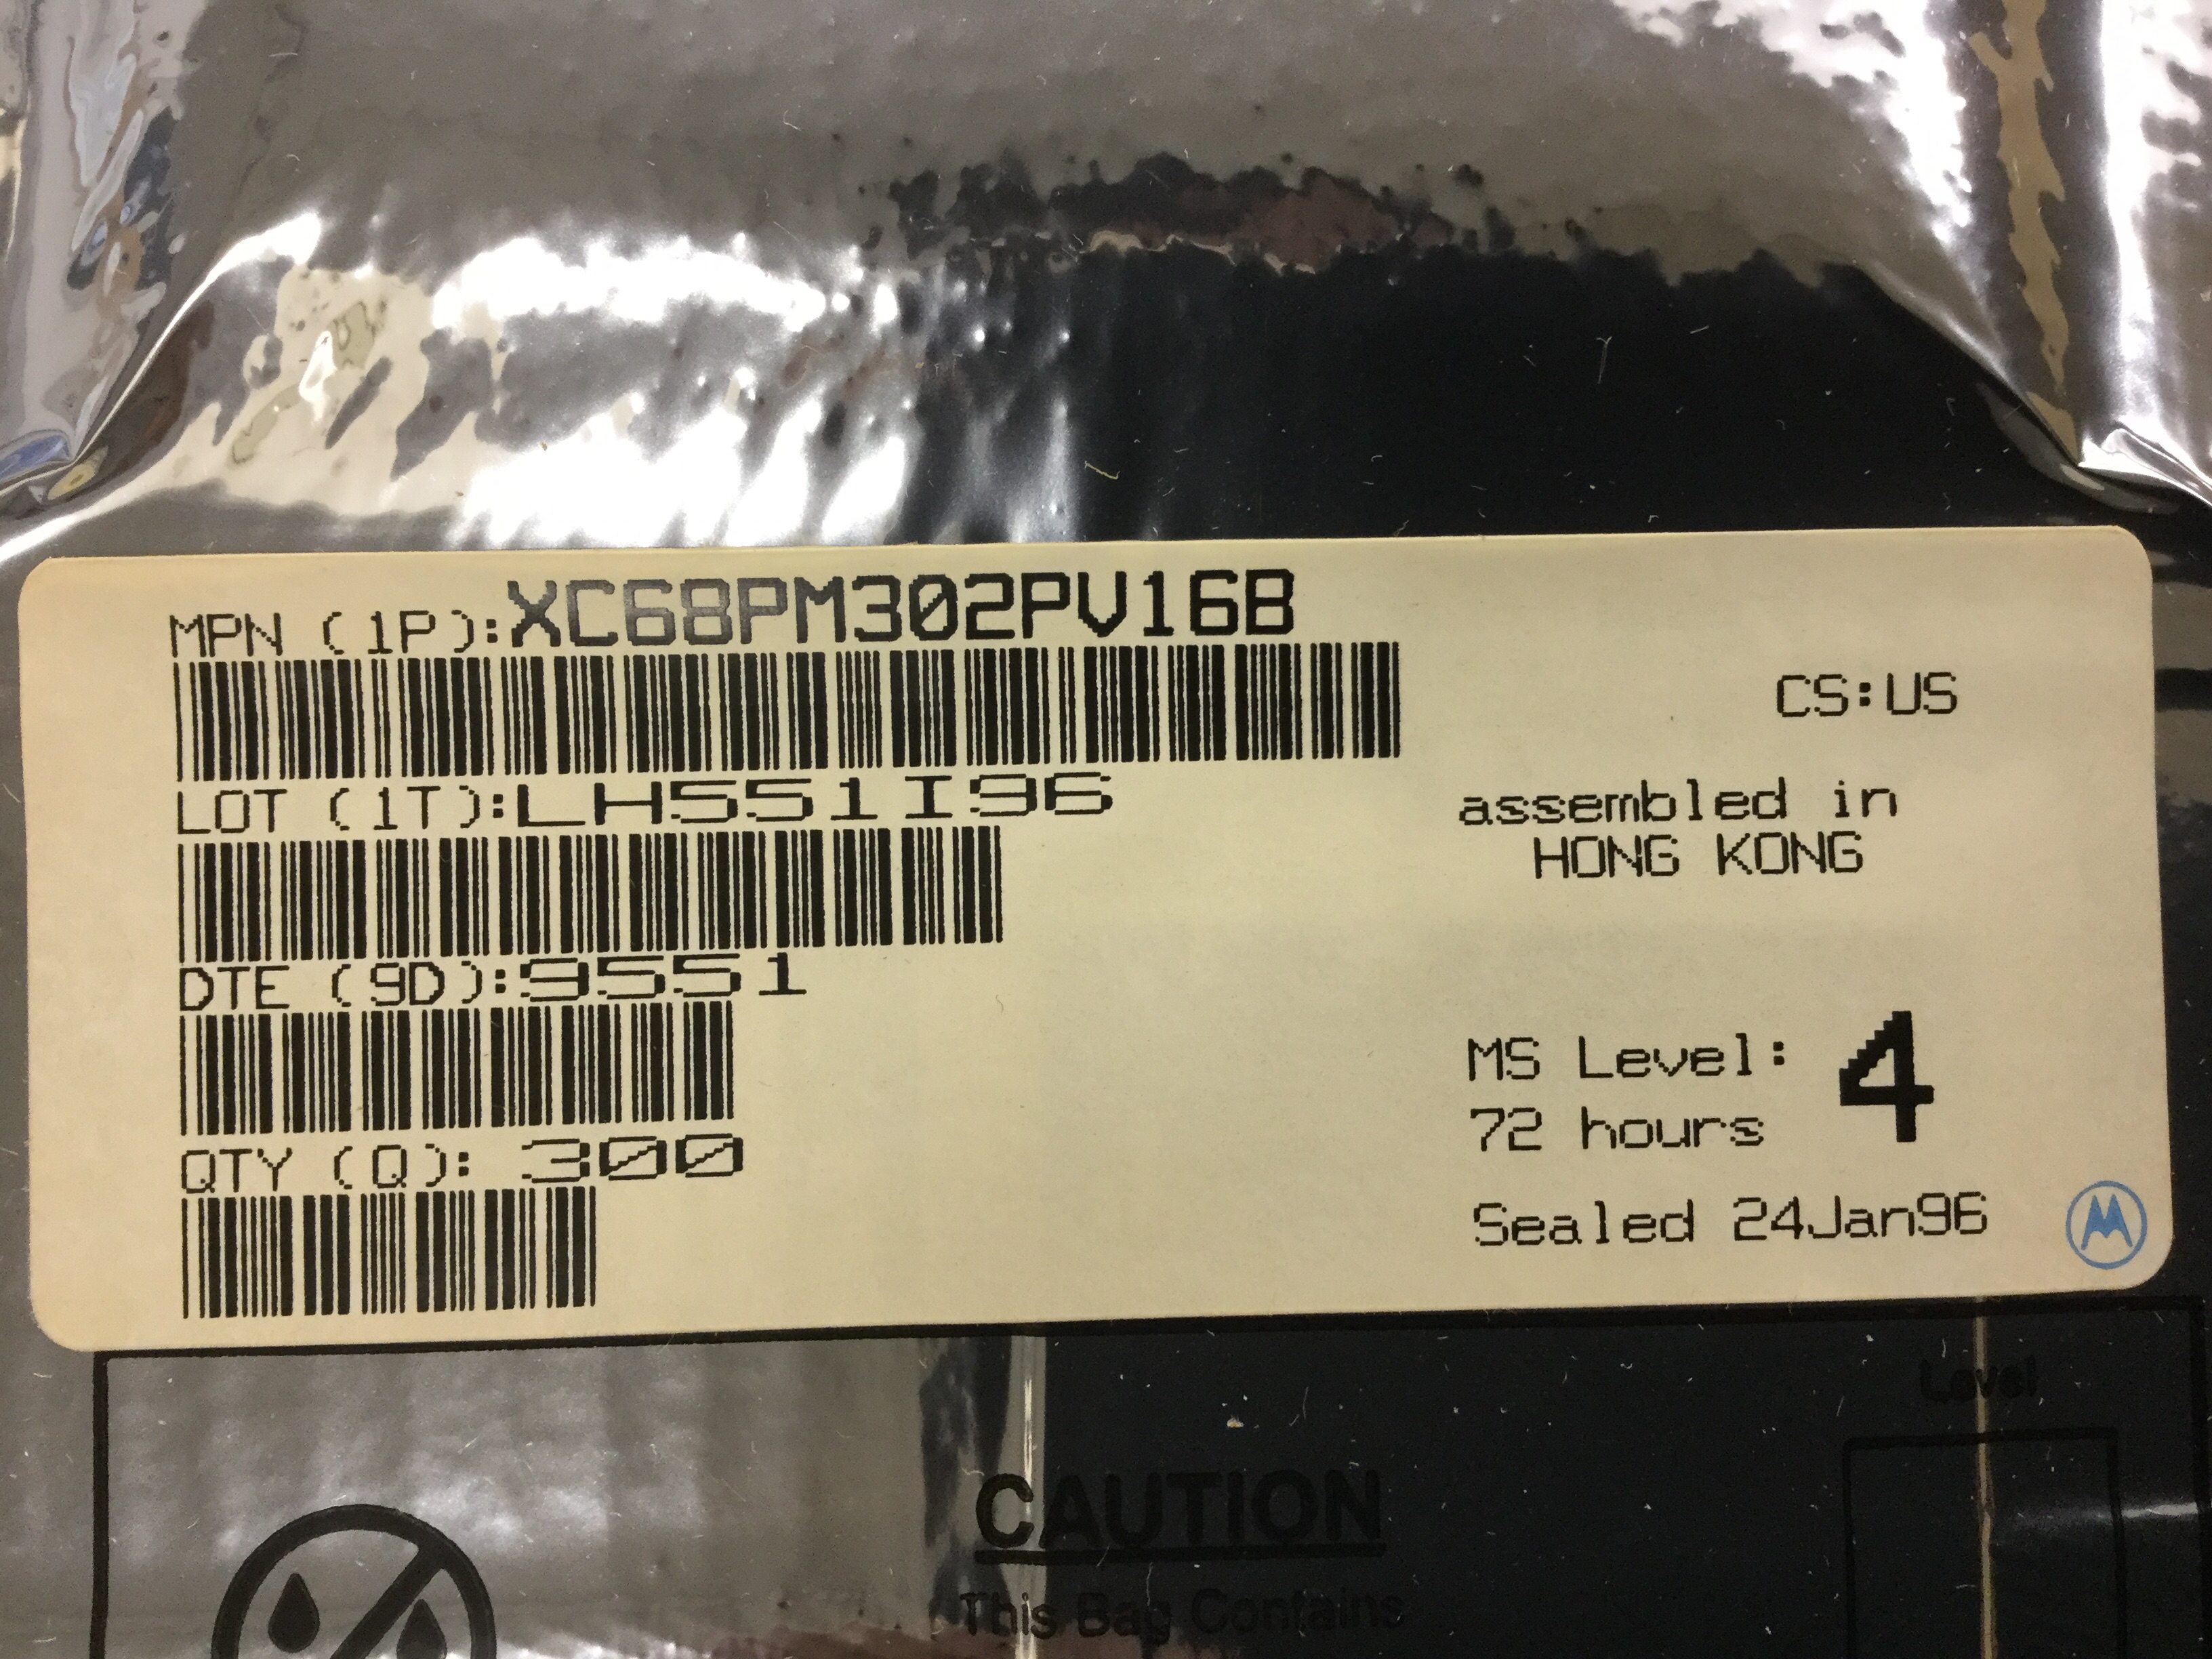 MPN (1P):XC68PM302PV16B
CS:US
LOT (1T):LH551I96
assembled in
HONG KONG
DTE (9D):9551
MS Level: 4
72 hours
QTY (Q): 300
Sealed 24Jan96
Level
CAUTION
This Bag Contains